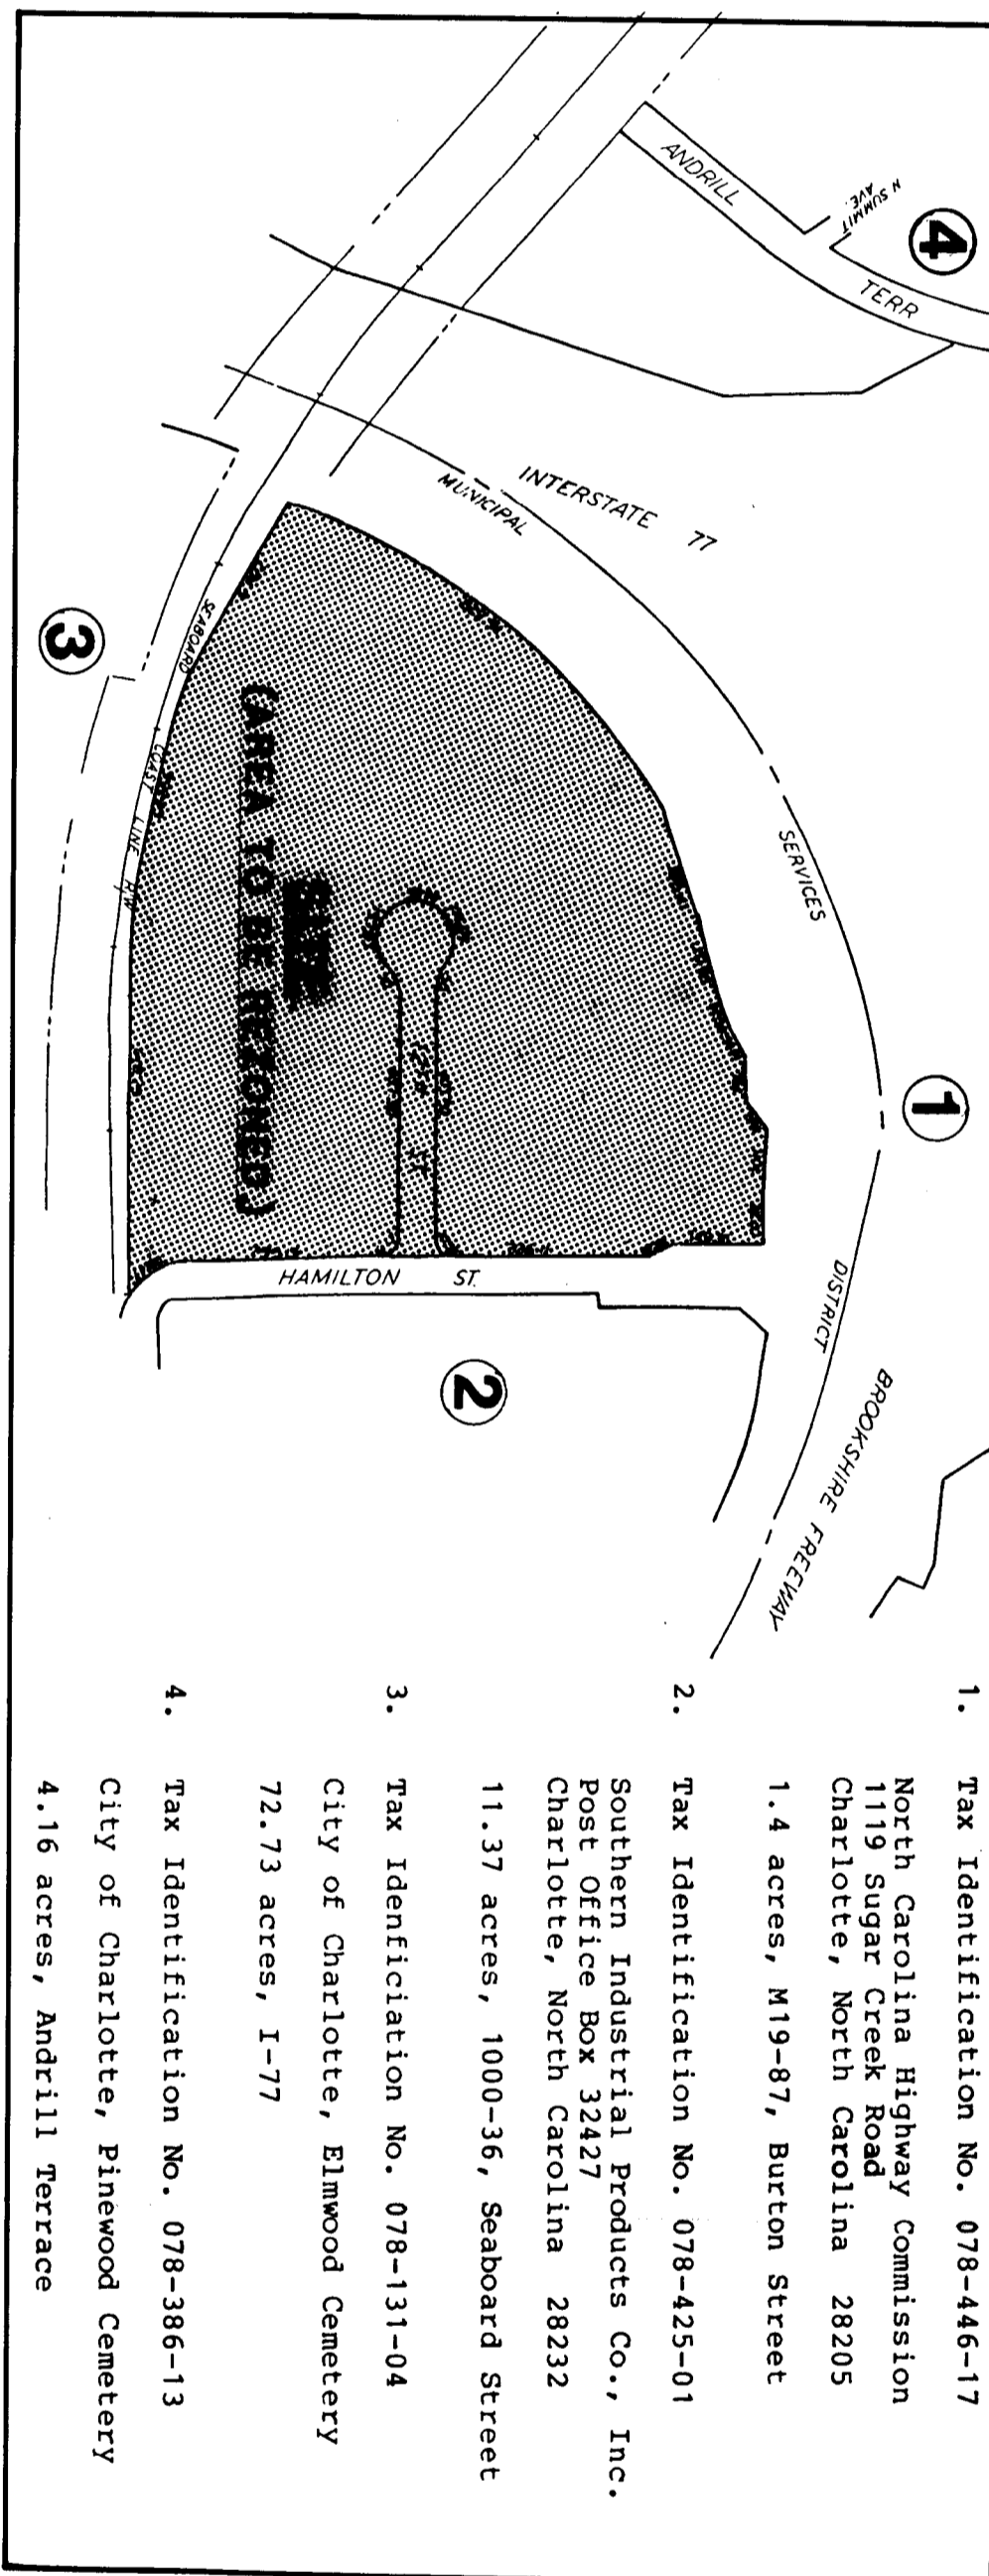 4
N SUMMIT
AVE.
ANDRILL
TERR
INTERSTATE 77
MUNICIPAL
SERVICES
DISTRICT
BROOKSHIRE FREEWAY
1
SEABOARD COAST LINE R/W
3
SITE
(AREA TO BE REZONED)
12TH ST.
HAMILTON ST.
2
1. Tax Identification No. 078-446-17
North Carolina Highway Commission
1119 Sugar Creek Road
Charlotte, North Carolina 28205
1.4 acres, M19-87, Burton Street
2. Tax Identification No. 078-425-01
Southern Industrial Products Co., Inc.
Post Office Box 32427
Charlotte, North Carolina 28232
11.37 acres, 1000-36, Seaboard Street
3. Tax Idenficiation No. 078-131-04
City of Charlotte, Elmwood Cemetery
72.73 acres, I-77
4. Tax Identification No. 078-386-13
City of Charlotte, Pinewood Cemetery
4.16 acres, Andrill Terrace